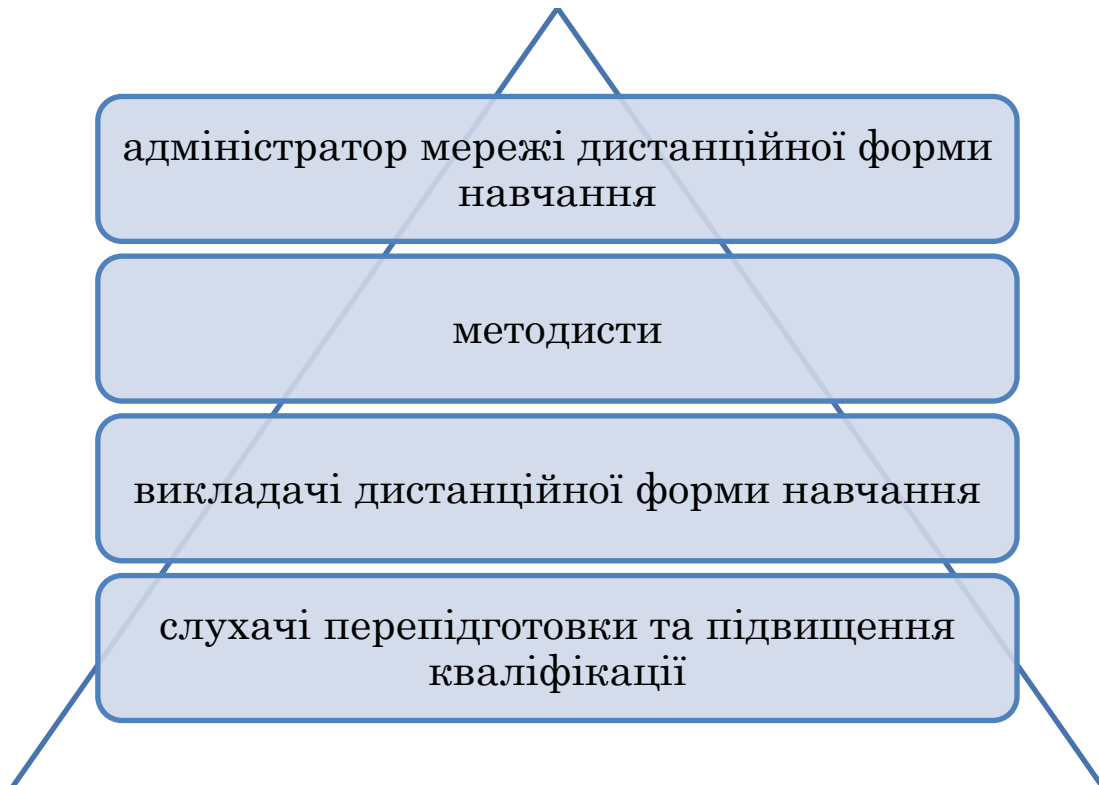 адміністратор мережі дистанційної форми
навчання
методисти
викладачі дистанційної форми навчання
слухачі перепідготовки та підвищення
кваліфікації